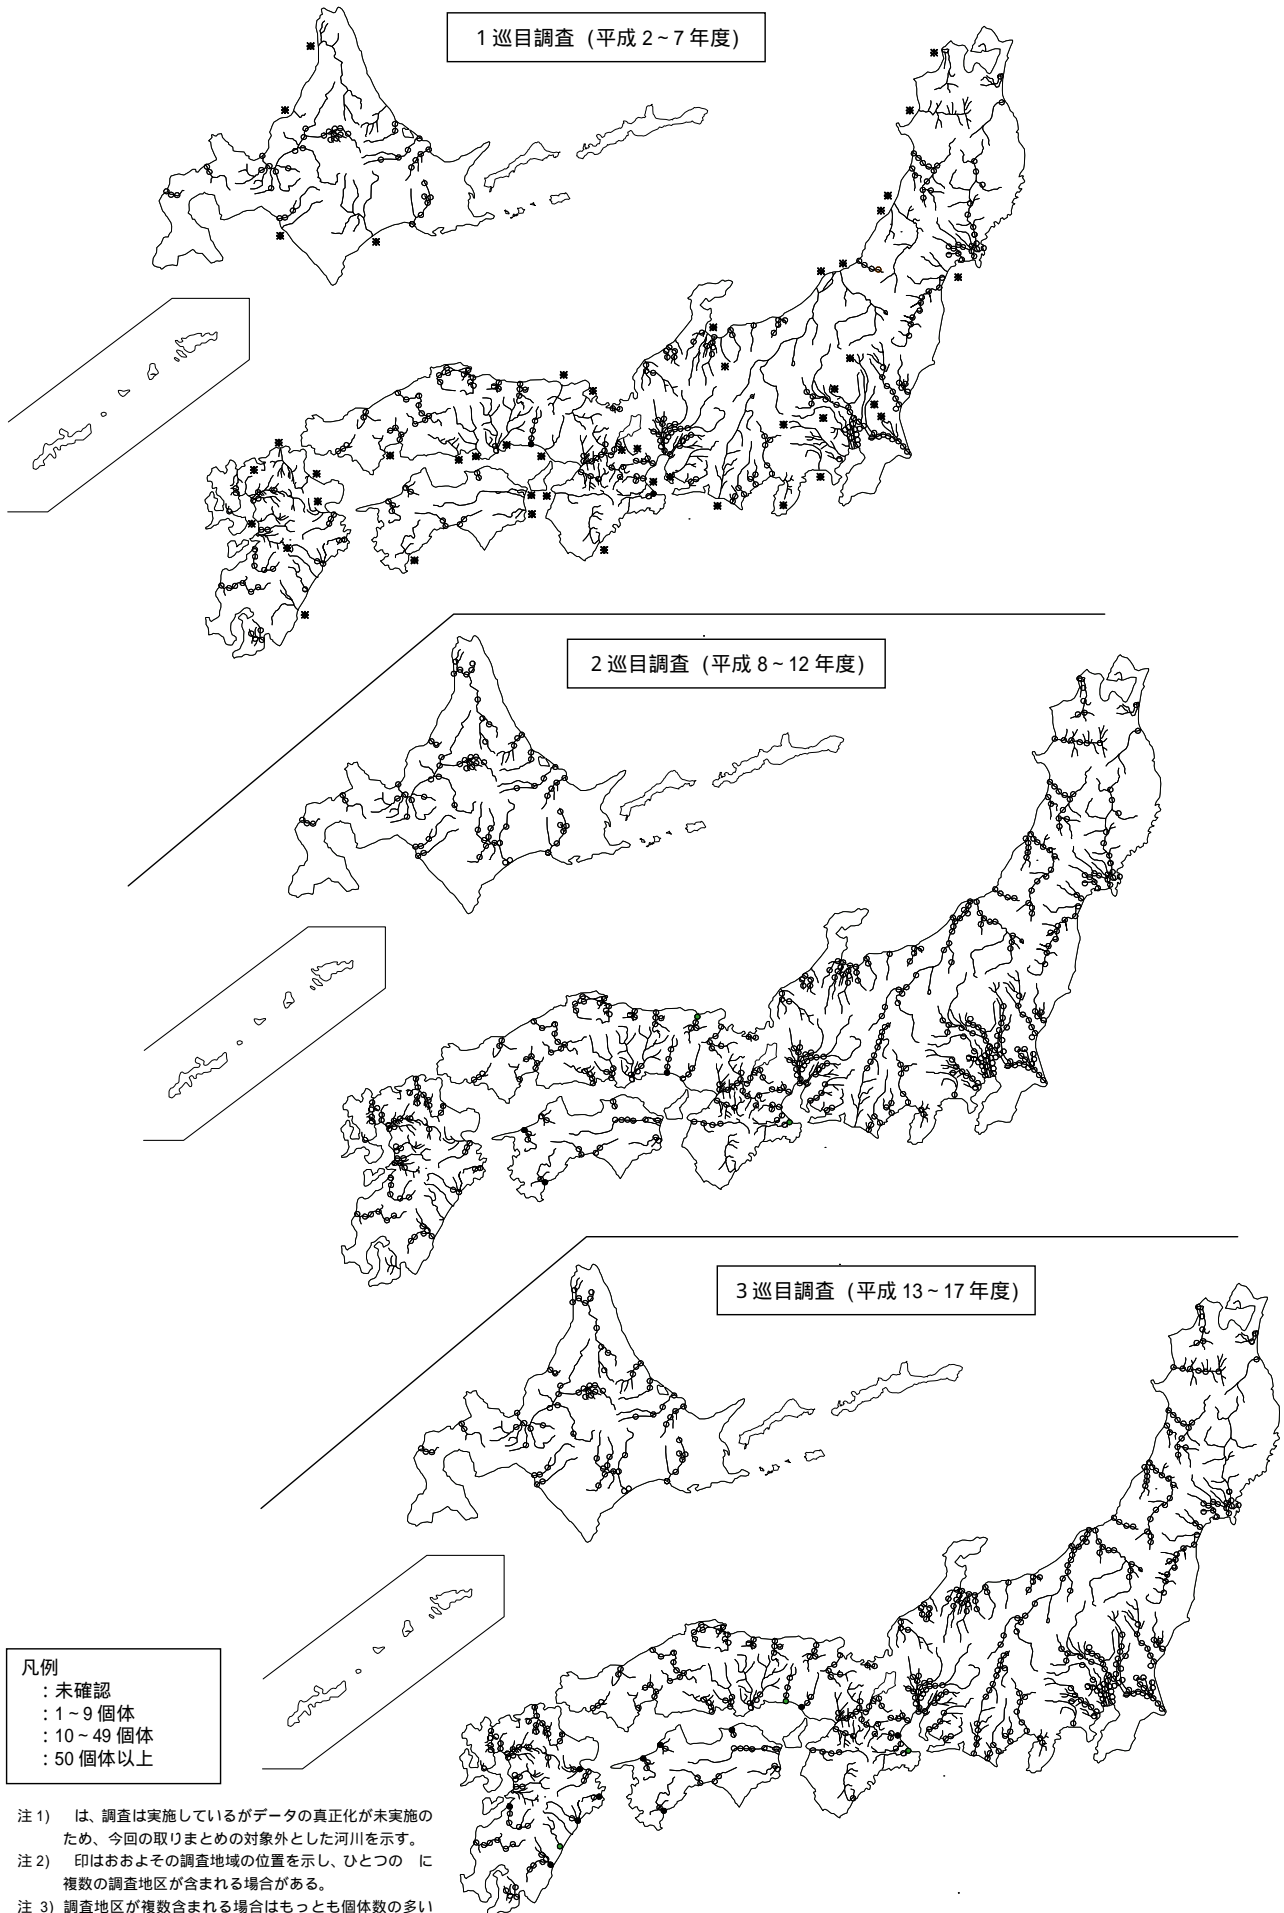 1巡目調査 (平成 2~7 年度)
2巡目調査 (平成 8~12 年度)
3巡目調査 (平成 13~17 年度)
凡例
：未確認
：1~9 個体
：10~49 個体
：50 個体以上
注 1)　は、調査は実施しているがデータの真正化が未実施の
ため、今回の取りまとめの対象外とした河川を示す。
注 2)　印はおおよその調査地域の位置を示し、ひとつの　に
複数の調査地区が含まれる場合がある。
注 3) 調査地区が複数含まれる場合はもっとも個体数の多い